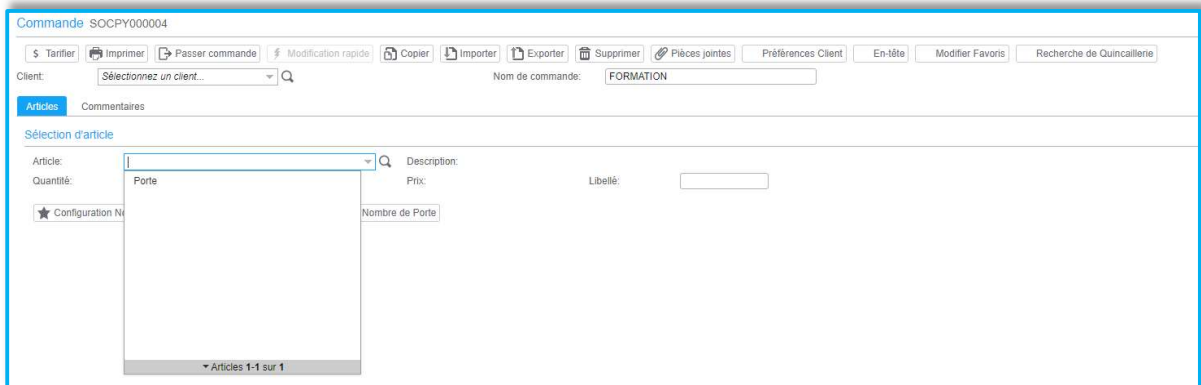 Commande SOCPY000004
$ Tarifier Imprimer Passer commande Modification rapide Copier Importer Exporter Supprimer Pièces jointes Préférences Client En-tête Modifier Favoris Recherche de Quincaillerie
Client: Sélectionnez un client... Nom de commande: FORMATION
Articles Commentaires
Sélection d'article
Article: Description:
Quantité: Porte Prix: Libellé:
Configuration Nombre de Porte
Articles 1-1 sur 1